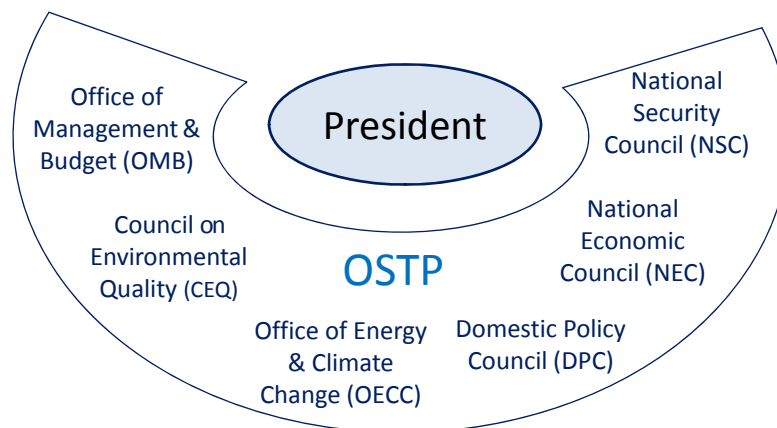 President
Office of
Management &
Budget (OMB)
Council on
Environmental
Quality (CEQ)
OSTP
Office of Energy
& Climate
Change (OECC)
Domestic Policy
Council (DPC)
National
Economic
Council (NEC)
National
Security
Council (NSC)